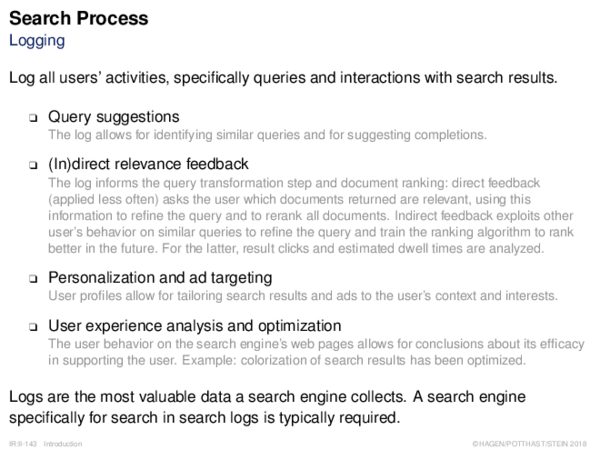 Search Process
Logging
Log all users’ activities, specifically queries and interactions with search results.
❏ Query suggestions
The log allows for identifying similar queries and for suggesting completions.
❏ (In)direct relevance feedback
The log informs the query transformation step and document ranking: direct feedback
(applied less often) asks the user which documents returned are relevant, using this
information to refine the query and to rerank all documents. Indirect feedback exploits other
user’s behavior on similar queries to refine the query and train the ranking algorithm to rank
better in the future. For the latter, result clicks and estimated dwell times are analyzed.
❏ Personalization and ad targeting
User profiles allow for tailoring search results and ads to the user’s context and interests.
❏ User experience analysis and optimization
The user behavior on the search engine’s web pages allows for conclusions about its efficacy
in supporting the user. Example: colorization of search results has been optimized.
Logs are the most valuable data a search engine collects. A search engine
specifically for search in search logs is typically required.
IR:II-143 Introduction ©HAGEN/POTTHAST/STEIN 2018